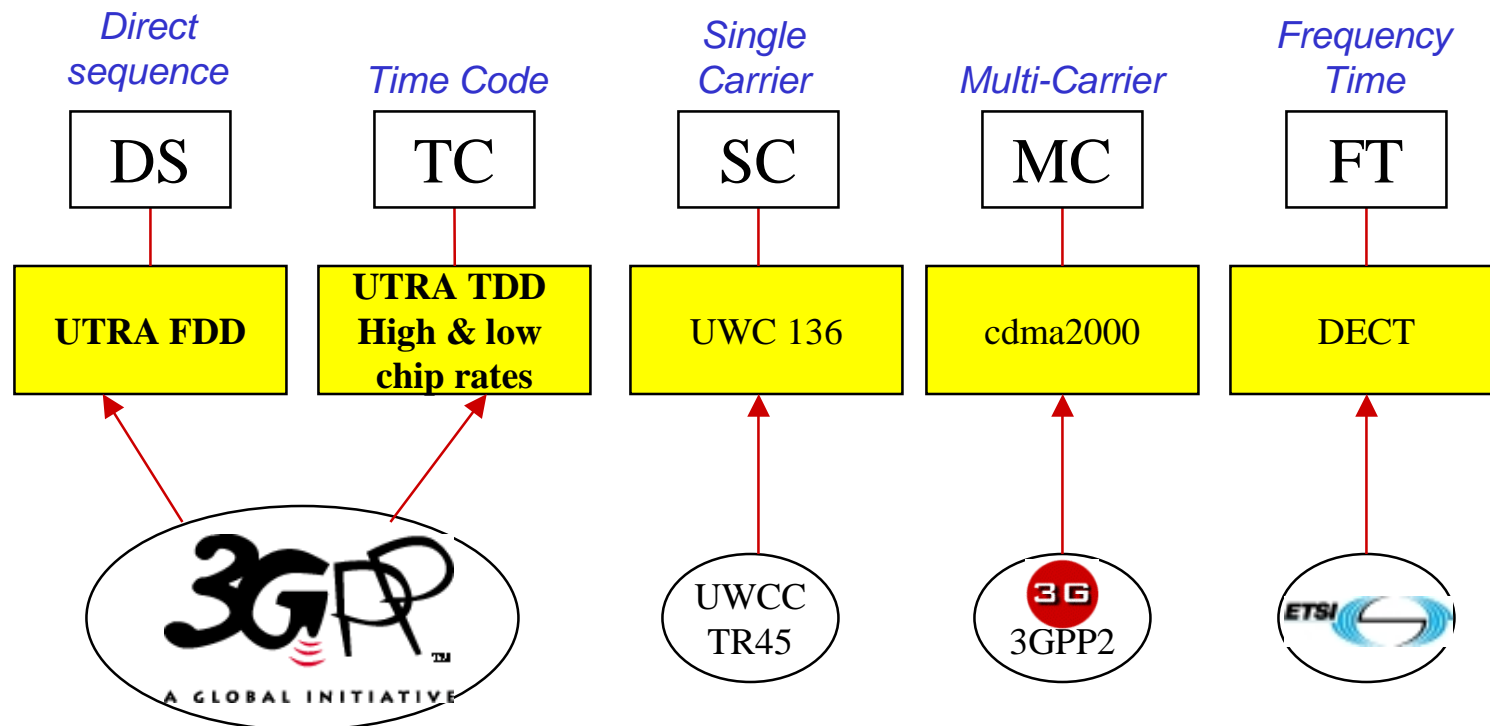 Direct
sequence
Time Code
Single
Carrier
Multi-Carrier
Frequency
Time
DS
TC
SC
MC
FT
UTRA FDD
UTRA TDD
High & low
chip rates
UWC 136
cdma2000
DECT
3GPP
TM
A GLOBAL INITIATIVE
UWCC
TR45
3G
3GPP2
ETSI